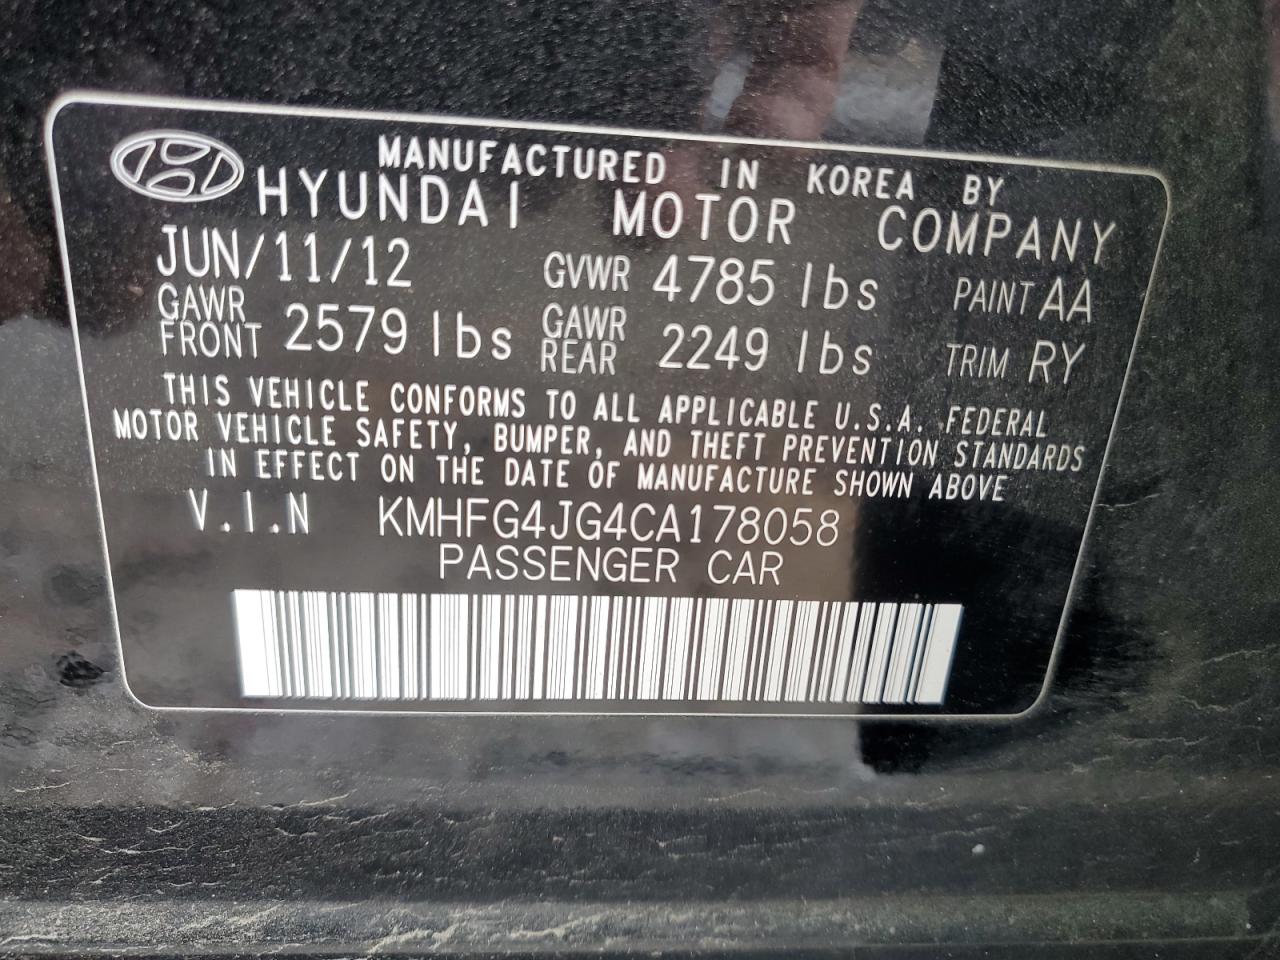 MANUFACTURED IN KOREA BY
HYUNDAI MOTOR COMPANY
JUN/11/12 GVWR 4785 lbs PAINT AA
GAWR FRONT 2579 lbs GAWR REAR 2249 lbs TRIM RY
THIS VEHICLE CONFORMS TO ALL APPLICABLE U.S.A. FEDERAL
MOTOR VEHICLE SAFETY, BUMPER, AND THEFT PREVENTION STANDARDS
IN EFFECT ON THE DATE OF MANUFACTURE SHOWN ABOVE
V.I.N KMHFG4JG4CA178058
PASSENGER CAR